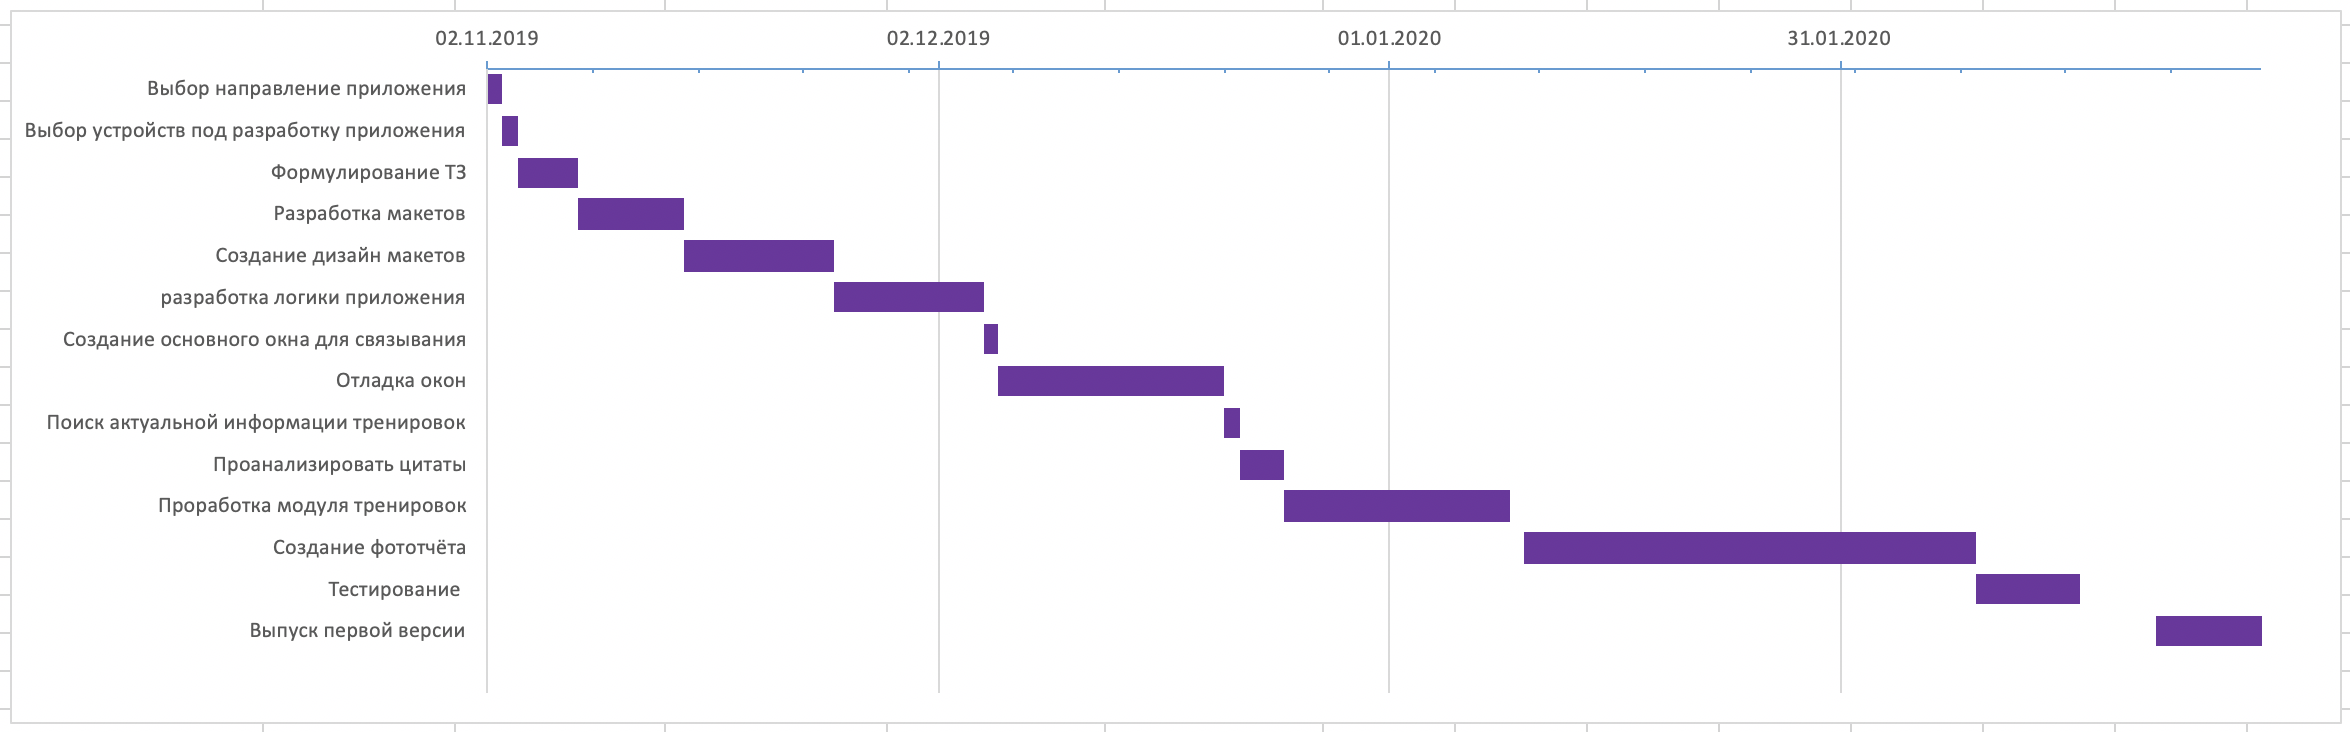 02.11.2019 02.12.2019 01.01.2020 31.01.2020
Выбор направление приложения
Выбор устройств под разработку приложения
Формулирование ТЗ
Разработка макетов
Создание дизайн макетов
разработка логики приложения
Создание основного окна для связывания
Отладка окон
Поиск актуальной информации тренировок
Проанализировать цитаты
Проработка модуля тренировок
Создание фототчёта
Тестирование
Выпуск первой версии